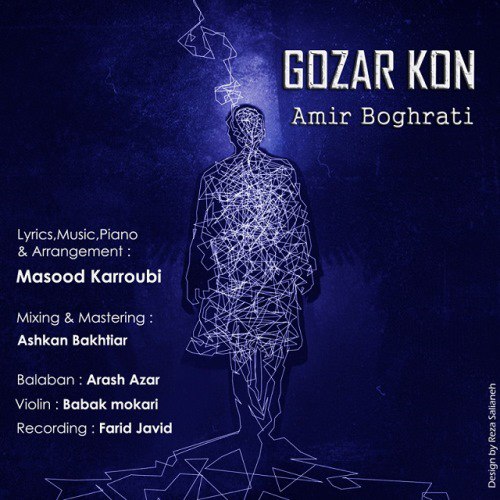 GOZAR KON
Amir Boghrati
Lyrics,Music,Piano
& Arrangement :
Masood Karroubi
Mixing & Mastering :
Ashkan Bakhtiar
Balaban : Arash Azar
Violin : Babak mokari
Recording : Farid Javid
Design by Reza Salianeh